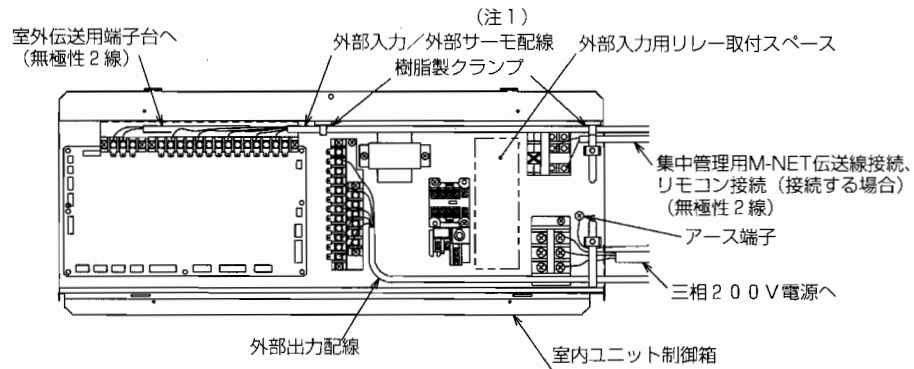 (注1)
室外伝送用端子台へ
(無極性2線)
外部入力／外部サーモ配線
樹脂製クランプ
外部入力用リレー取付スペース
集中管理用M-NET伝送線接続、
リモコン接続（接続する場合）
(無極性2線)
アース端子
三相200V電源へ
外部出力配線
室内ユニット制御箱